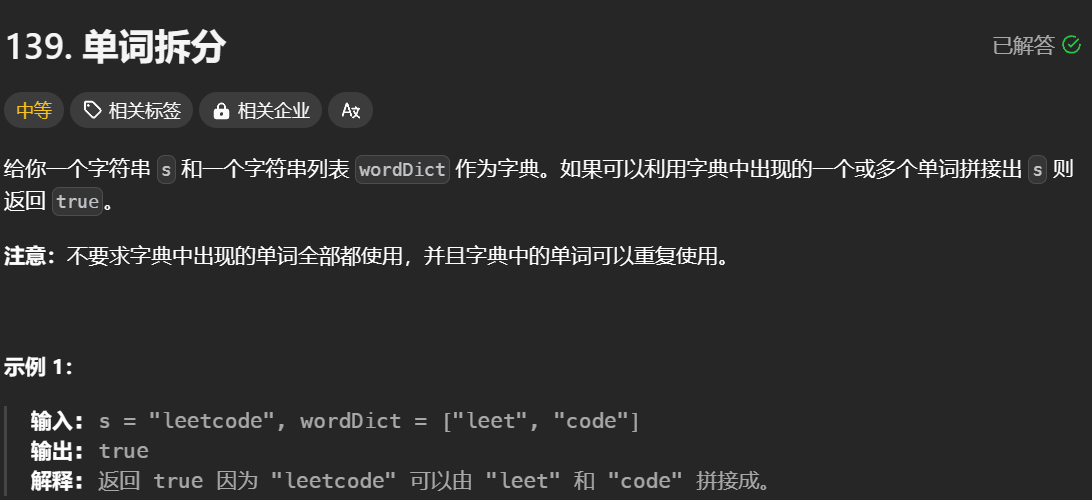 139. 单词拆分
已解答
中等
相关标签
相关企业
给你一个字符串 s 和一个字符串列表 wordDict 作为字典。如果可以利用字典中出现的一个或多个单词拼接出 s 则
返回 true。
注意：不要求字典中出现的单词全部都使用，并且字典中的单词可以重复使用。
示例 1：
输入: s = "leetcode", wordDict = ["leet", "code"]
输出: true
解释: 返回 true 因为 "leetcode" 可以由 "leet" 和 "code" 拼接成。